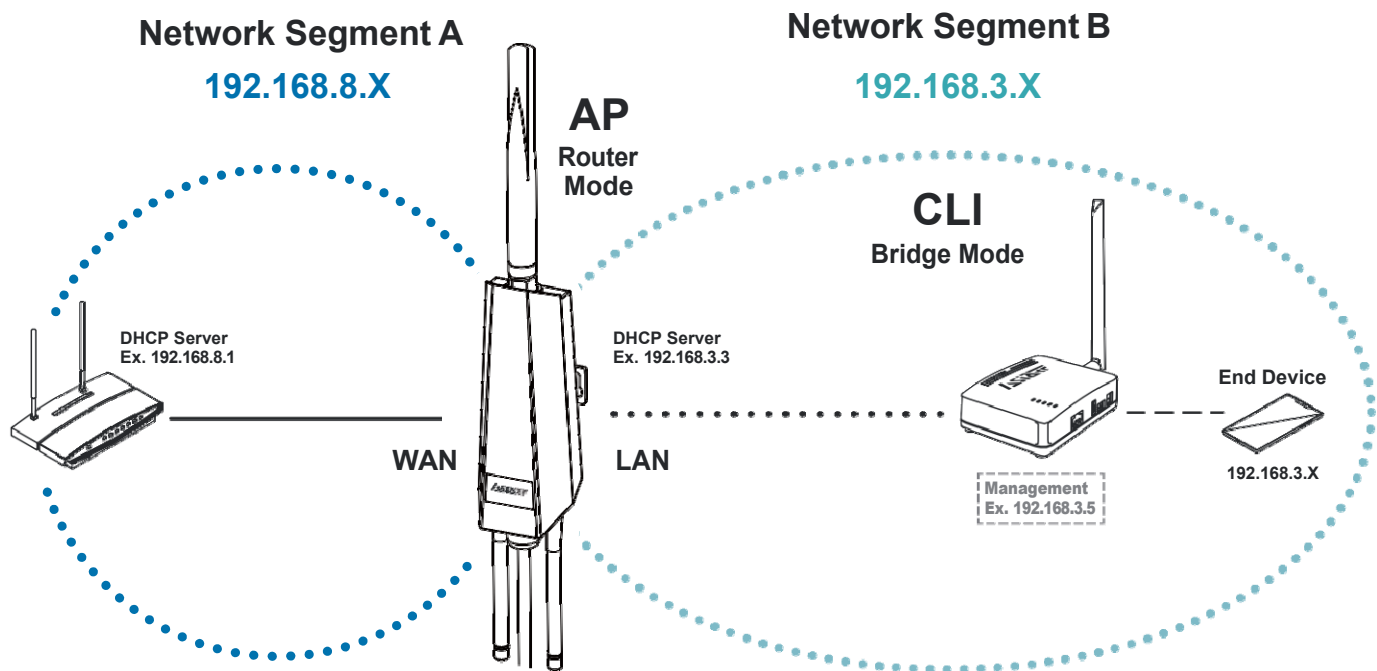 Network Segment A
192.168.8.X
Network Segment B
192.168.3.X
AP
Router
Mode
CLI
Bridge Mode
DHCP Server
Ex. 192.168.8.1
DHCP Server
Ex. 192.168.3.3
End Device
WAN
LAN
192.168.3.X
Management
Ex. 192.168.3.5